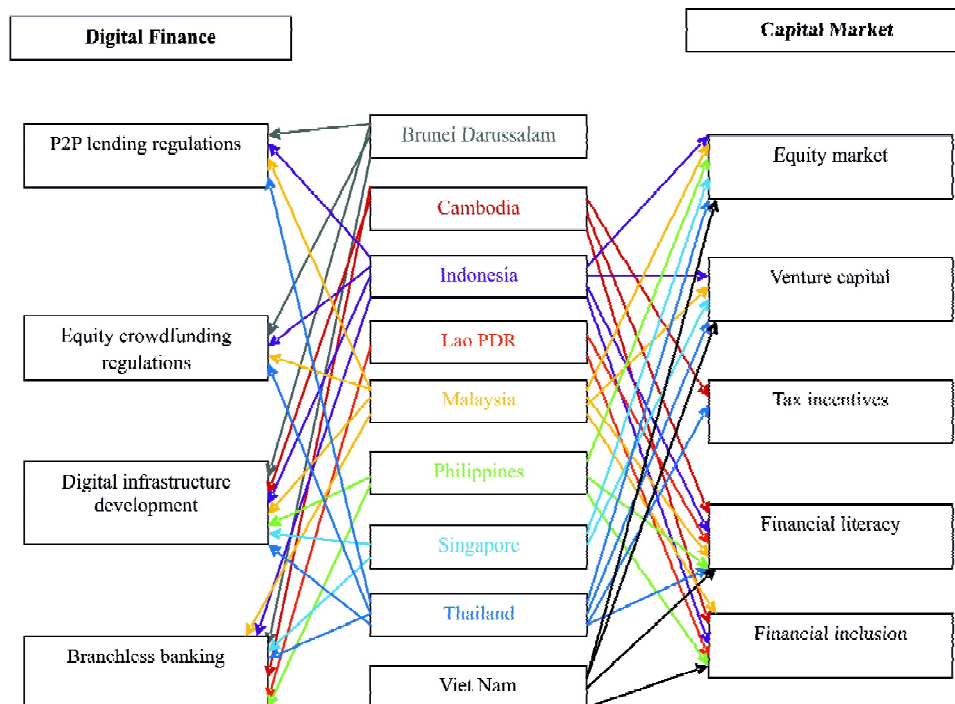 Digital Finance
Capital Market
P2P lending regulations
Equity crowdfunding
regulations
Digital infrastructure
development
Branchless banking
Brunei Darussalam
Cambodia
Indonesia
Lao PDR
Malaysia
Philippines
Singapore
Thailand
Viet Nam
Equity market
Venture capital
Tax incentives
Financial literacy
Financial inclusion